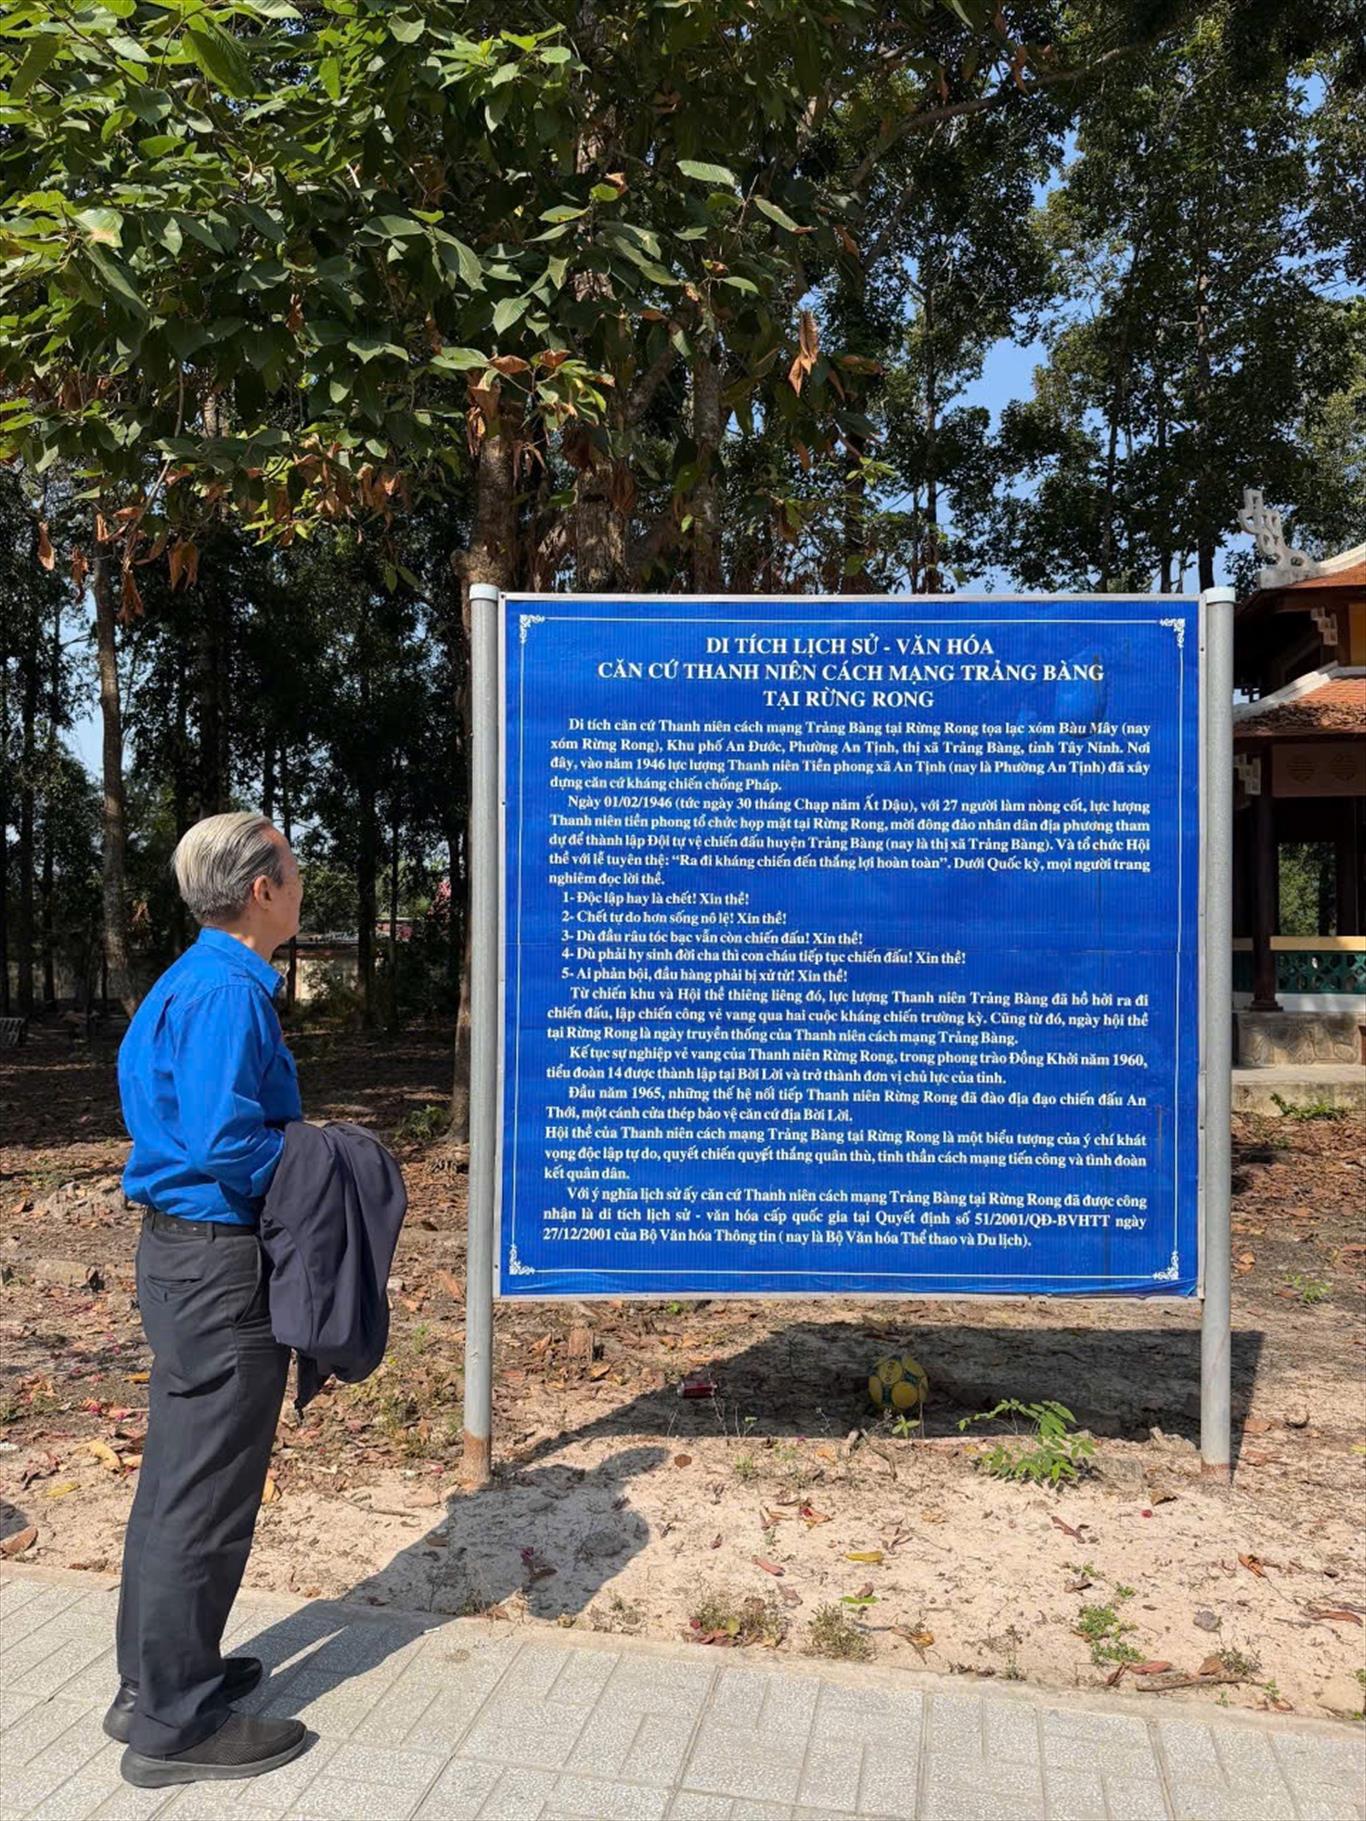 DI TÍCH LỊCH SỬ - VĂN HÓA
CĂN CỨ THANH NIÊN CÁCH MẠNG TRẢNG BÀNG
TẠI RỪNG RONG
Di tích căn cứ Thanh niên cách mạng Trảng Bàng tại Rừng Rong tọa lạc xóm Bàu Mây (nay
xóm Rừng Rong), Khu phố An Đước, Phường An Tịnh, thị xã Trảng Bàng, tỉnh Tây Ninh. Nơi
đây, vào năm 1946 lực lượng Thanh niên Tiền phong xã An Tịnh (nay là Phường An Tịnh) đã xây
dựng căn cứ kháng chiến chống Pháp.
Ngày 01/02/1946 (tức ngày 30 tháng Chạp năm Ất Dậu), với 27 người làm nòng cốt, lực lượng
Thanh niên tiền phong tổ chức họp mặt tại Rừng Rong, mời đông đảo nhân dân địa phương tham
dự để thành lập Đội tự vệ chiến đấu huyện Trảng Bàng (nay là thị xã Trảng Bàng). Và tổ chức Hội
thề với lễ tuyên thệ: “Ra đi kháng chiến đến thắng lợi hoàn toàn”. Dưới Quốc kỳ, mọi người trang
nghiêm đọc lời thề.
1- Độc lập hay là chết! Xin thề!
2- Chết tự do hơn sống nô lệ! Xin thề!
3- Dù đầu râu tóc bạc vẫn còn chiến đấu! Xin thề!
4- Dù phải hy sinh đời cha thì con cháu tiếp tục chiến đấu! Xin thề!
5- Ai phản bội, đầu hàng phải bị xử tử! Xin thề!
Từ chiến khu và Hội thề thiêng liêng đó, lực lượng Thanh niên Trảng Bàng đã hồ hởi ra đi
chiến đấu, lập chiến công vẻ vang qua hai cuộc kháng chiến trường kỳ. Cũng từ đó, ngày hội thề
tại Rừng Rong là ngày truyền thống của Thanh niên cách mạng Trảng Bàng.
Kế tục sự nghiệp vẻ vang của Thanh niên Rừng Rong, trong phong trào Đồng Khởi năm 1960,
tiểu đoàn 14 được thành lập tại Bời Lời và trở thành đơn vị chủ lực của tỉnh.
Đầu năm 1965, những thế hệ nối tiếp Thanh niên Rừng Rong đã đào địa đạo chiến đấu An
Thới, một cánh cửa thép bảo vệ căn cứ địa Bời Lời.
Hội thề của Thanh niên cách mạng Trảng Bàng tại Rừng Rong là một biểu tượng của ý chí khát
vọng độc lập tự do, quyết chiến quyết thắng quân thù, tinh thần cách mạng tiến công và tình đoàn
kết quân dân.
Với ý nghĩa lịch sử ấy căn cứ Thanh niên cách mạng Trảng Bàng tại Rừng Rong đã được công
nhận là di tích lịch sử - văn hóa cấp quốc gia tại Quyết định số 51/2001/QĐ-BVHTT ngày
27/12/2001 của Bộ Văn hóa Thông tin ( nay là Bộ Văn hóa Thể thao và Du lịch).